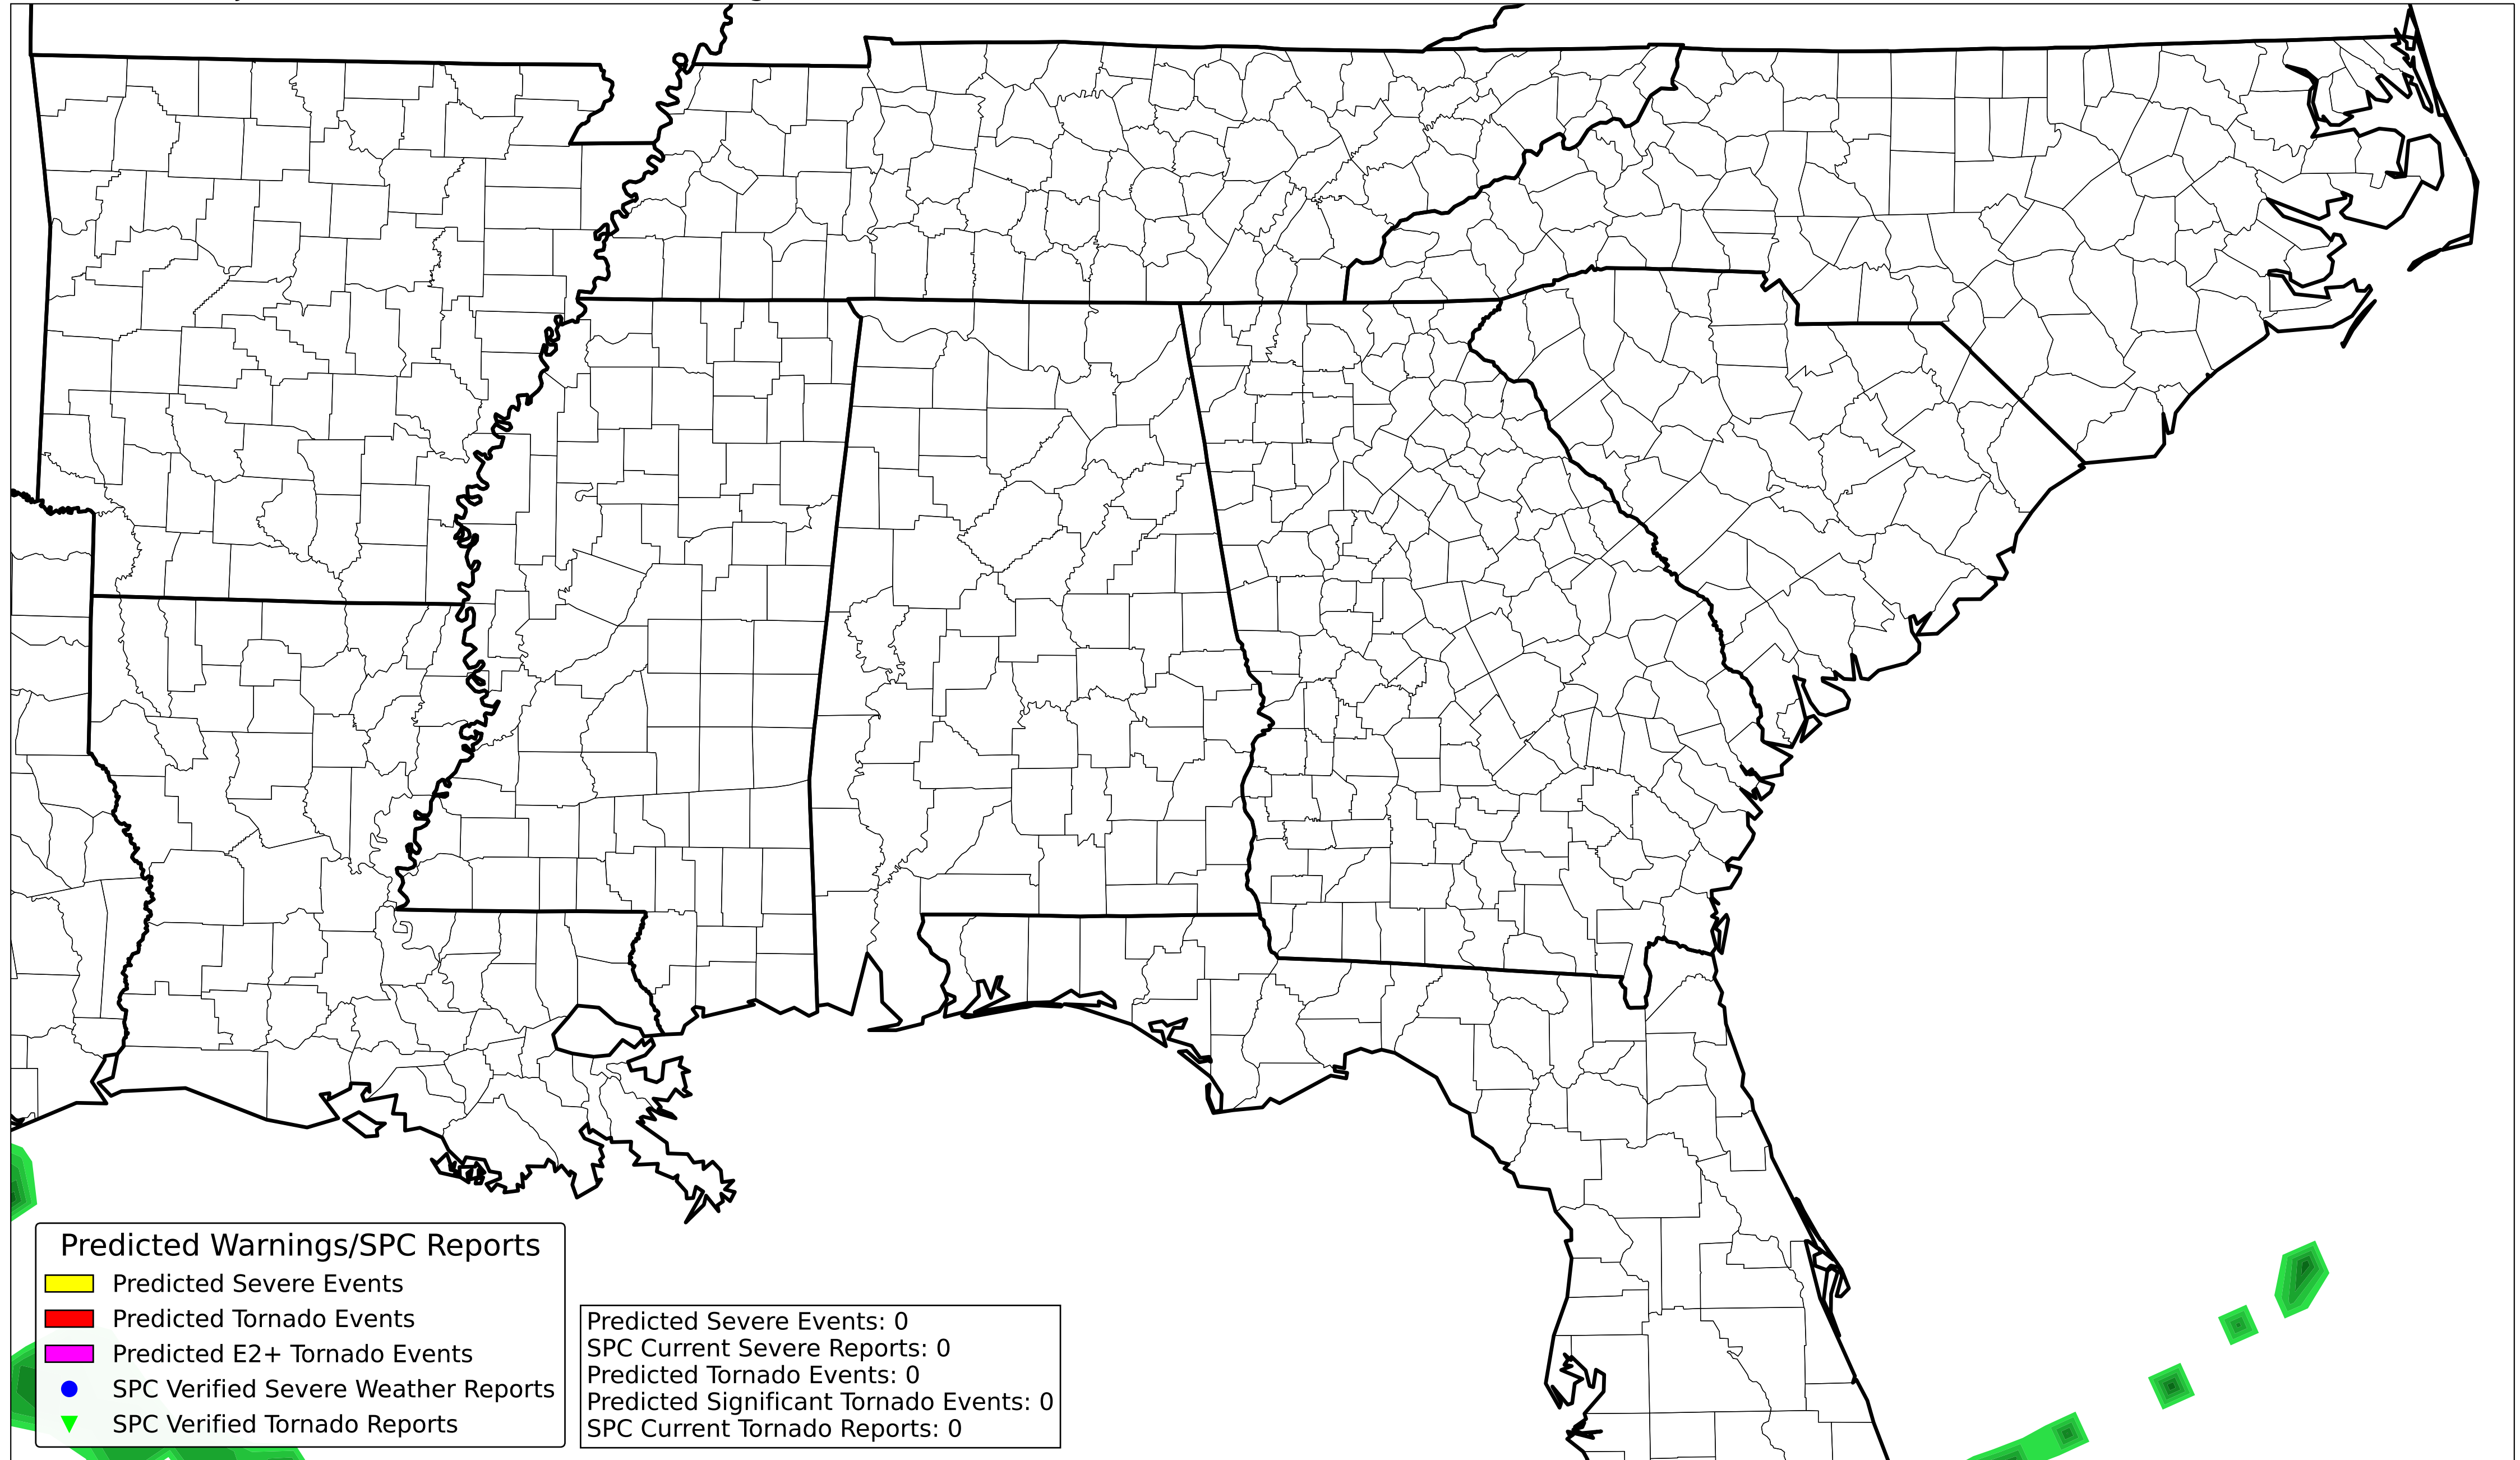 Predicted Warnings/SPC Reports
Predicted Severe Events
Predicted Tornado Events
Predicted E2+ Tornado Events
SPC Verified Severe Weather Reports
SPC Verified Tornado Reports
Predicted Severe Events: 0
SPC Current Severe Reports: 0
Predicted Tornado Events: 0
Predicted Significant Tornado Events: 0
SPC Current Tornado Reports: 0